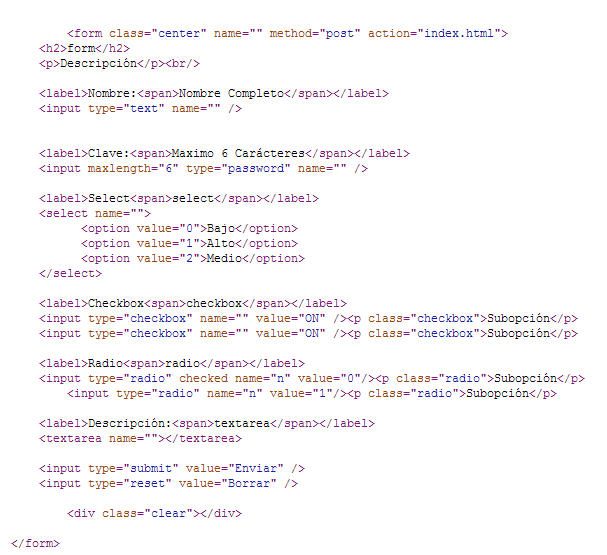 <form class="center" name="" method="post" action="index.html">
<h2>form</h2>
<p>Descripción</p><br/>
<label>Nombre:<span>Nombre Completo</span></label>
<input type="text" name="" />
<label>Clave:<span>Maximo 6 Carácteres</span></label>
<input maxlength="6" type="password" name="" />
<label>Select<span>select</span></label>
<select name="">
<option value="0">Bajo</option>
<option value="1">Alto</option>
<option value="2">Medio</option>
</select>
<label>Checkbox<span>checkbox</span></label>
<input type="checkbox" name="" value="ON" /><p class="checkbox">Subopción</p>
<input type="checkbox" name="" value="ON" /><p class="checkbox">Subopción</p>
<label>Radio<span>radio</span></label>
<input type="radio" checked name="n" value="0"/><p class="radio">Subopción</p>
<input type="radio" name="n" value="1"/><p class="radio">Subopción</p>
<label>Descripción:<span>textarea</span></label>
<textarea name=""></textarea>
<input type="submit" value="Enviar" />
<input type="reset" value="Borrar" />
<div class="clear"></div>
</form>